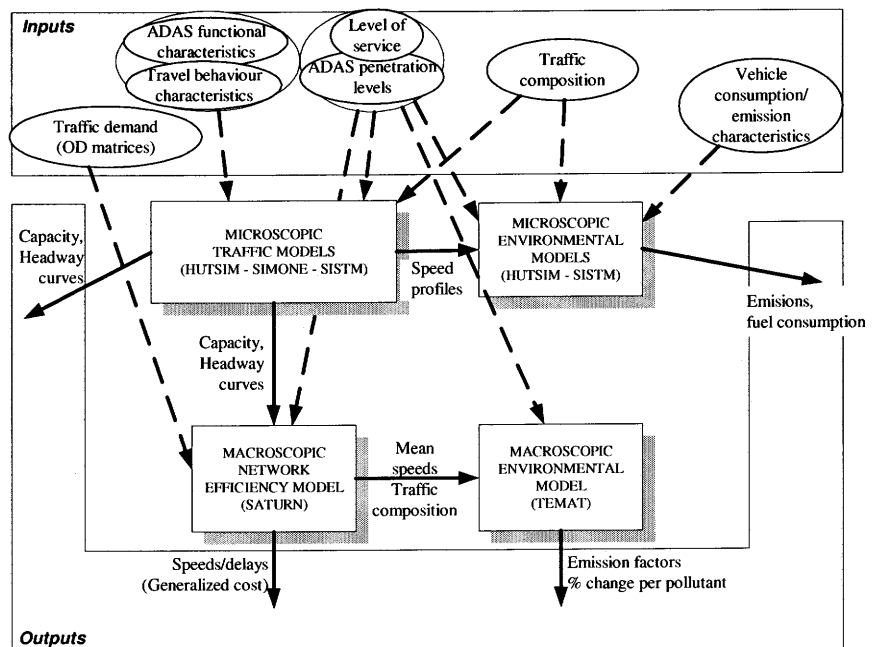 Inputs
ADAS functional
characteristics
Travel behaviour
characteristics
Level of
service
ADAS penetration
levels
Traffic
composition
Vehicle
consumption/
emission
characteristics
Traffic demand
(OD matrices)
Capacity,
Headway
curves
MICROSCOPIC
TRAFFIC MODELS
(HUTSIM - SIMONE - SISTM)
Speed
profiles
MICROSCOPIC
ENVIRONMENTAL
MODELS
(HUTSIM - SISTM)
Emisions,
fuel consumption
Capacity,
Headway
curves
MACROSCOPIC
NETWORK
EFFICIENCY MODEL
(SATURN)
Mean
speeds
Traffic
composition
MACROSCOPIC
ENVIRONMENTAL
MODEL
(TEMAT)
Speeds/delays
(Generalized cost)
Emission factors
% change per pollutant
Outputs